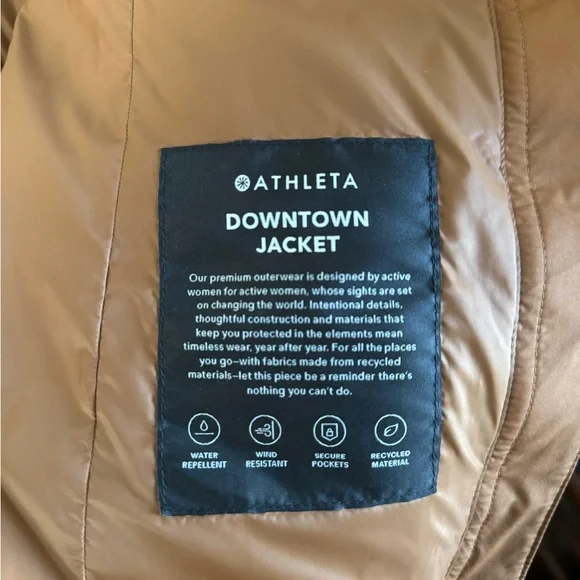 ATHLETA
DOWNTOWN
JACKET
Our premium outerwear is designed by active
women for active women, whose sights are set
on changing the world. Intentional details,
thoughtful construction and materials that
keep you protected in the elements mean
timeless wear, year after year. For all the places
you go—with fabrics made from recycled
materials—let this piece be a reminder there's
nothing you can't do.
WATER WIND SECURE RECYCLED
REPELLENT RESISTANT POCKETS MATERIAL